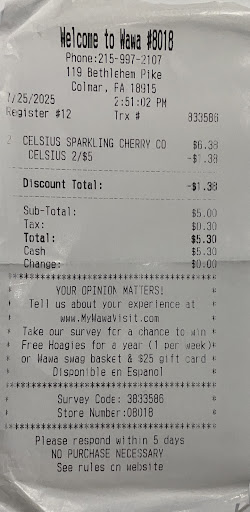 Welcome to Wawa #8018
Phone:215-997-2107
119 Bethlehem Pike
Colmar, PA 18915
7/25/2025 2:51:02 PM
Register #12 Trx # 833586
2 CELSIUS SPARKLING CHERRY CO $6.38
CELSIUS 2/$5 -$1.38
Discount Total: -$1.38
Sub-Total: $5.00
Tax: $0.30
Total: $5.30
Cash $5.30
Change: $0.00
****************************************
* YOUR OPINION MATTERS! *
* Tell us about your experience at *
* www.MyWawaVisit.com *
* Take our survey for a chance to win *
* Free Hoagies for a year (1 per week)*
* or Wawa swag basket & $25 gift card *
* Disponible en Espanol *
****************************************
* Survey Code: 3833586 *
* Store Number:08018 *
****************************************
Please respond within 5 days
NO PURCHASE NECESSARY
See rules on website